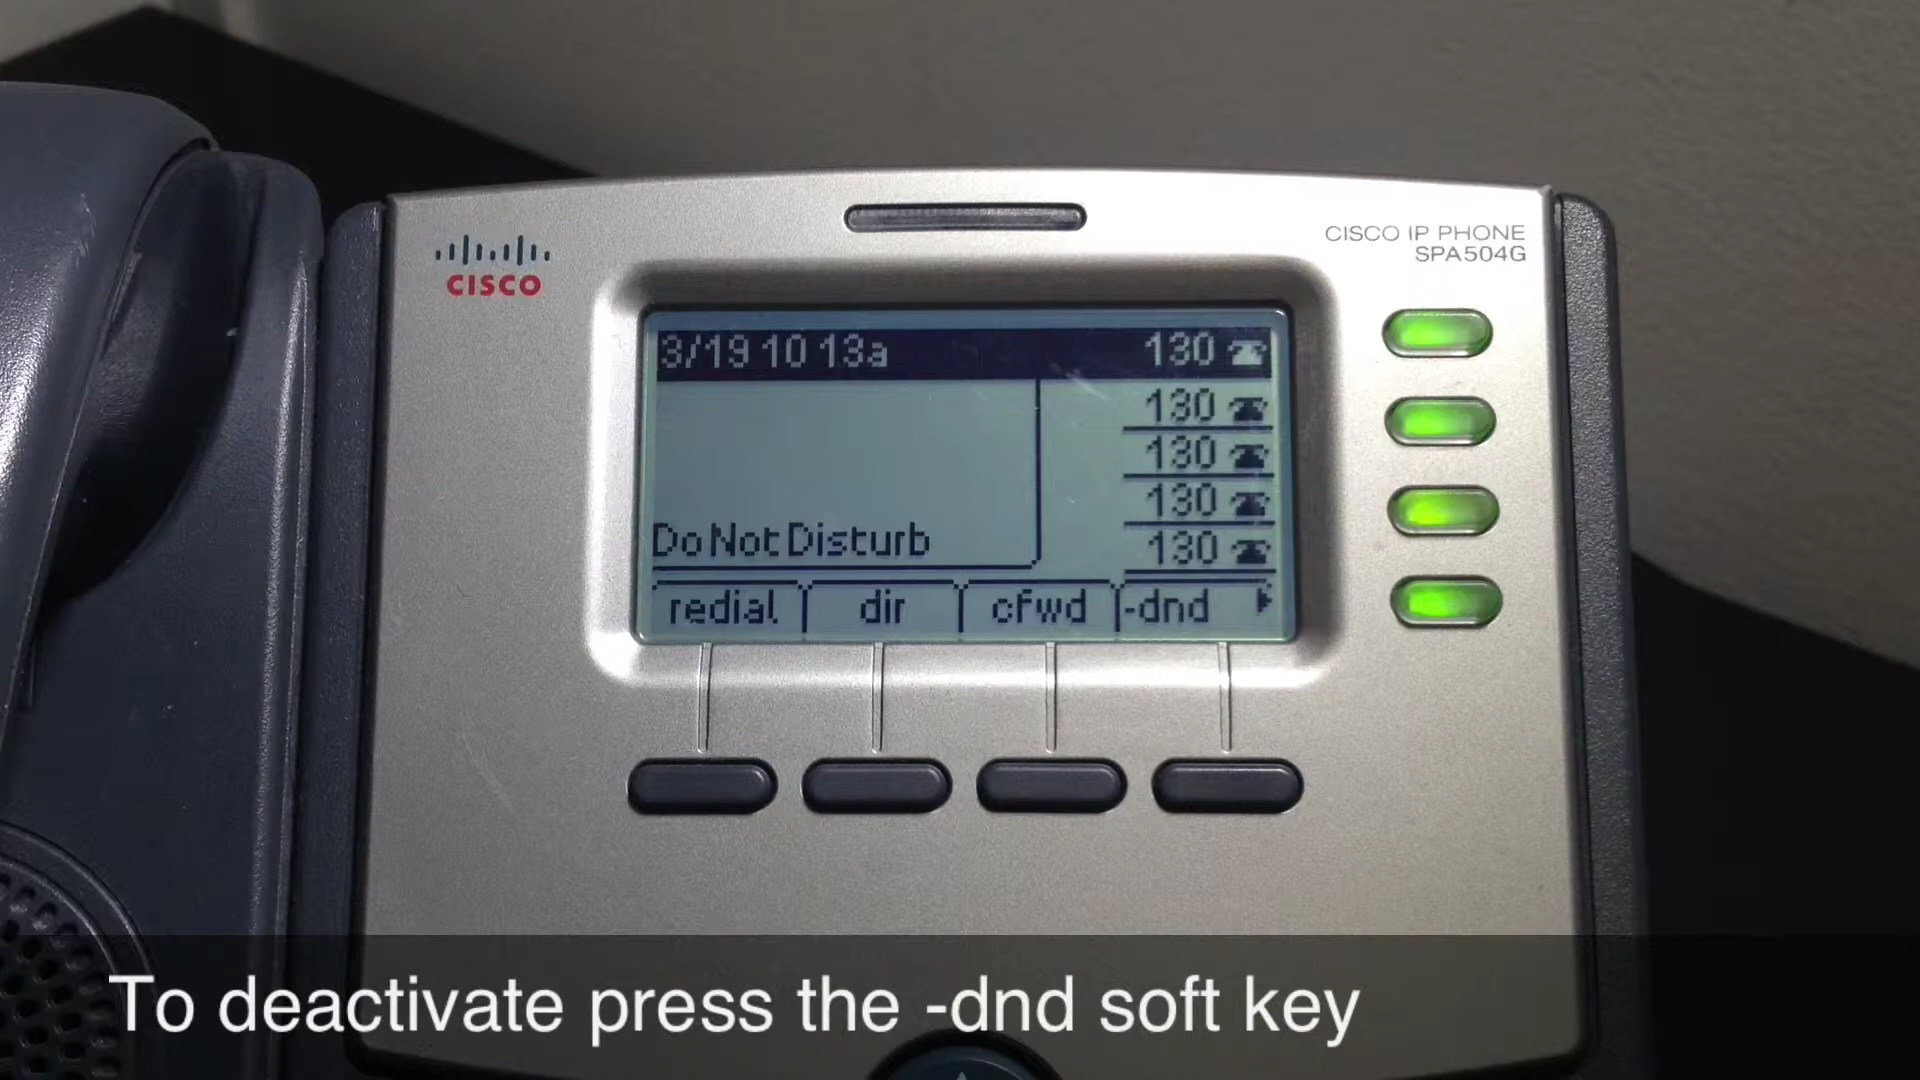 CISCO
CISCO IP PHONE
SPA504G
3/19 10 13a 130
130
130
130
130
Do Not Disturb
redial dir cfwd -dnd
To deactivate press the -dnd soft key